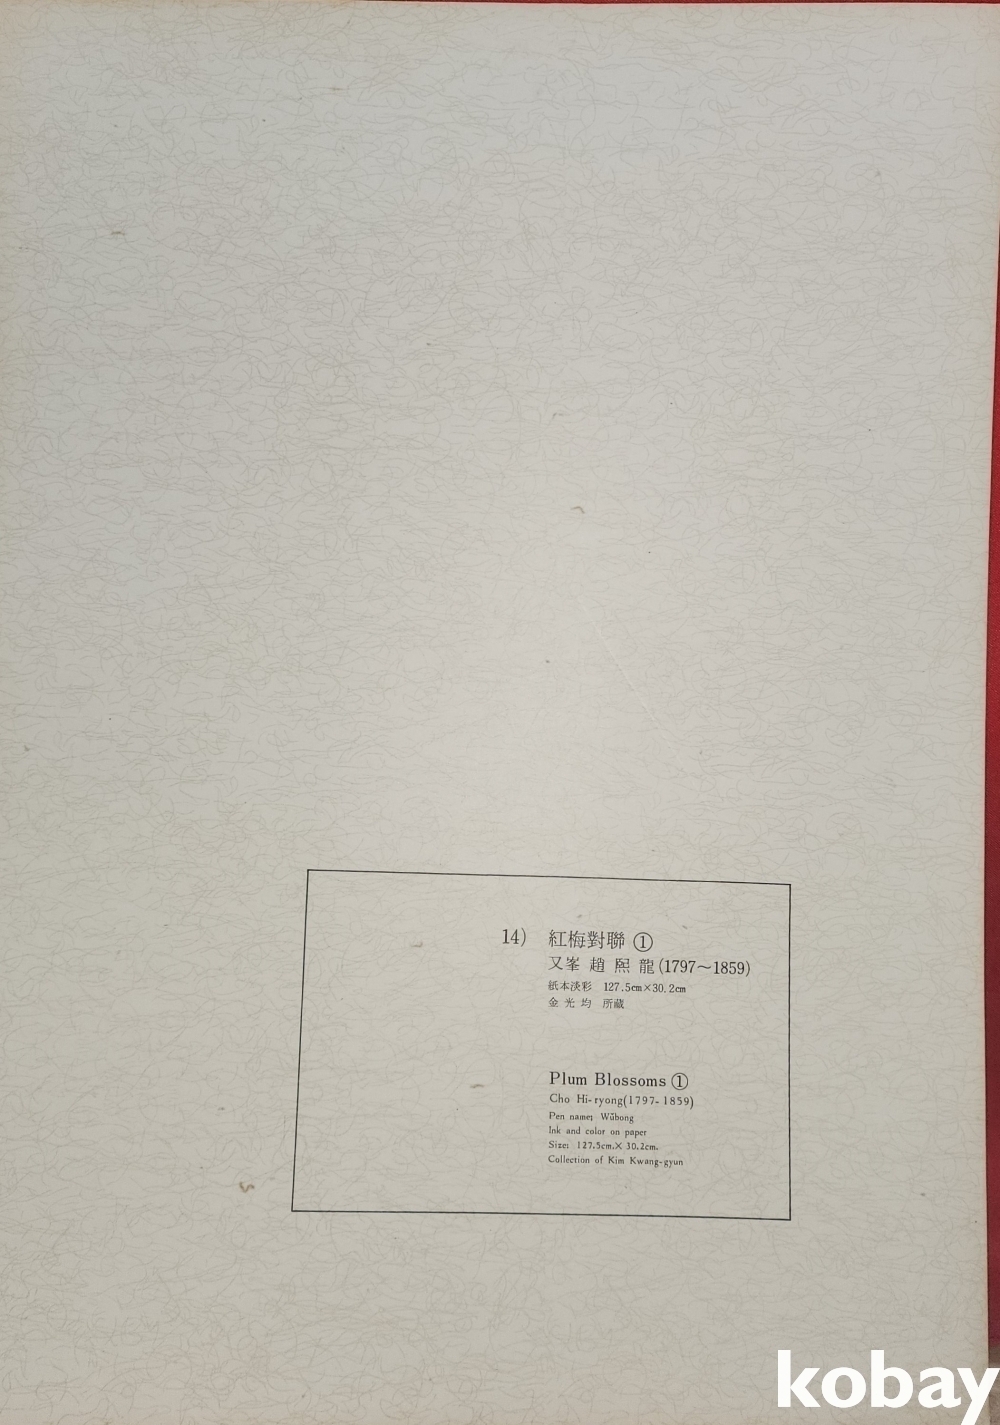 14) 紅梅對聯 ①
又峯 趙 熙 龍(1797～1859)
紙本淡彩 127.5cm×30.2cm
金 光 均 所蔵
Plum Blossoms ①
Cho Hi-ryong(1797-1859)
Pen name: Wŭbong
Ink and color on paper
Size: 127.5cm.× 30.2cm.
Collection of Kim Kwang-gyun
kobay